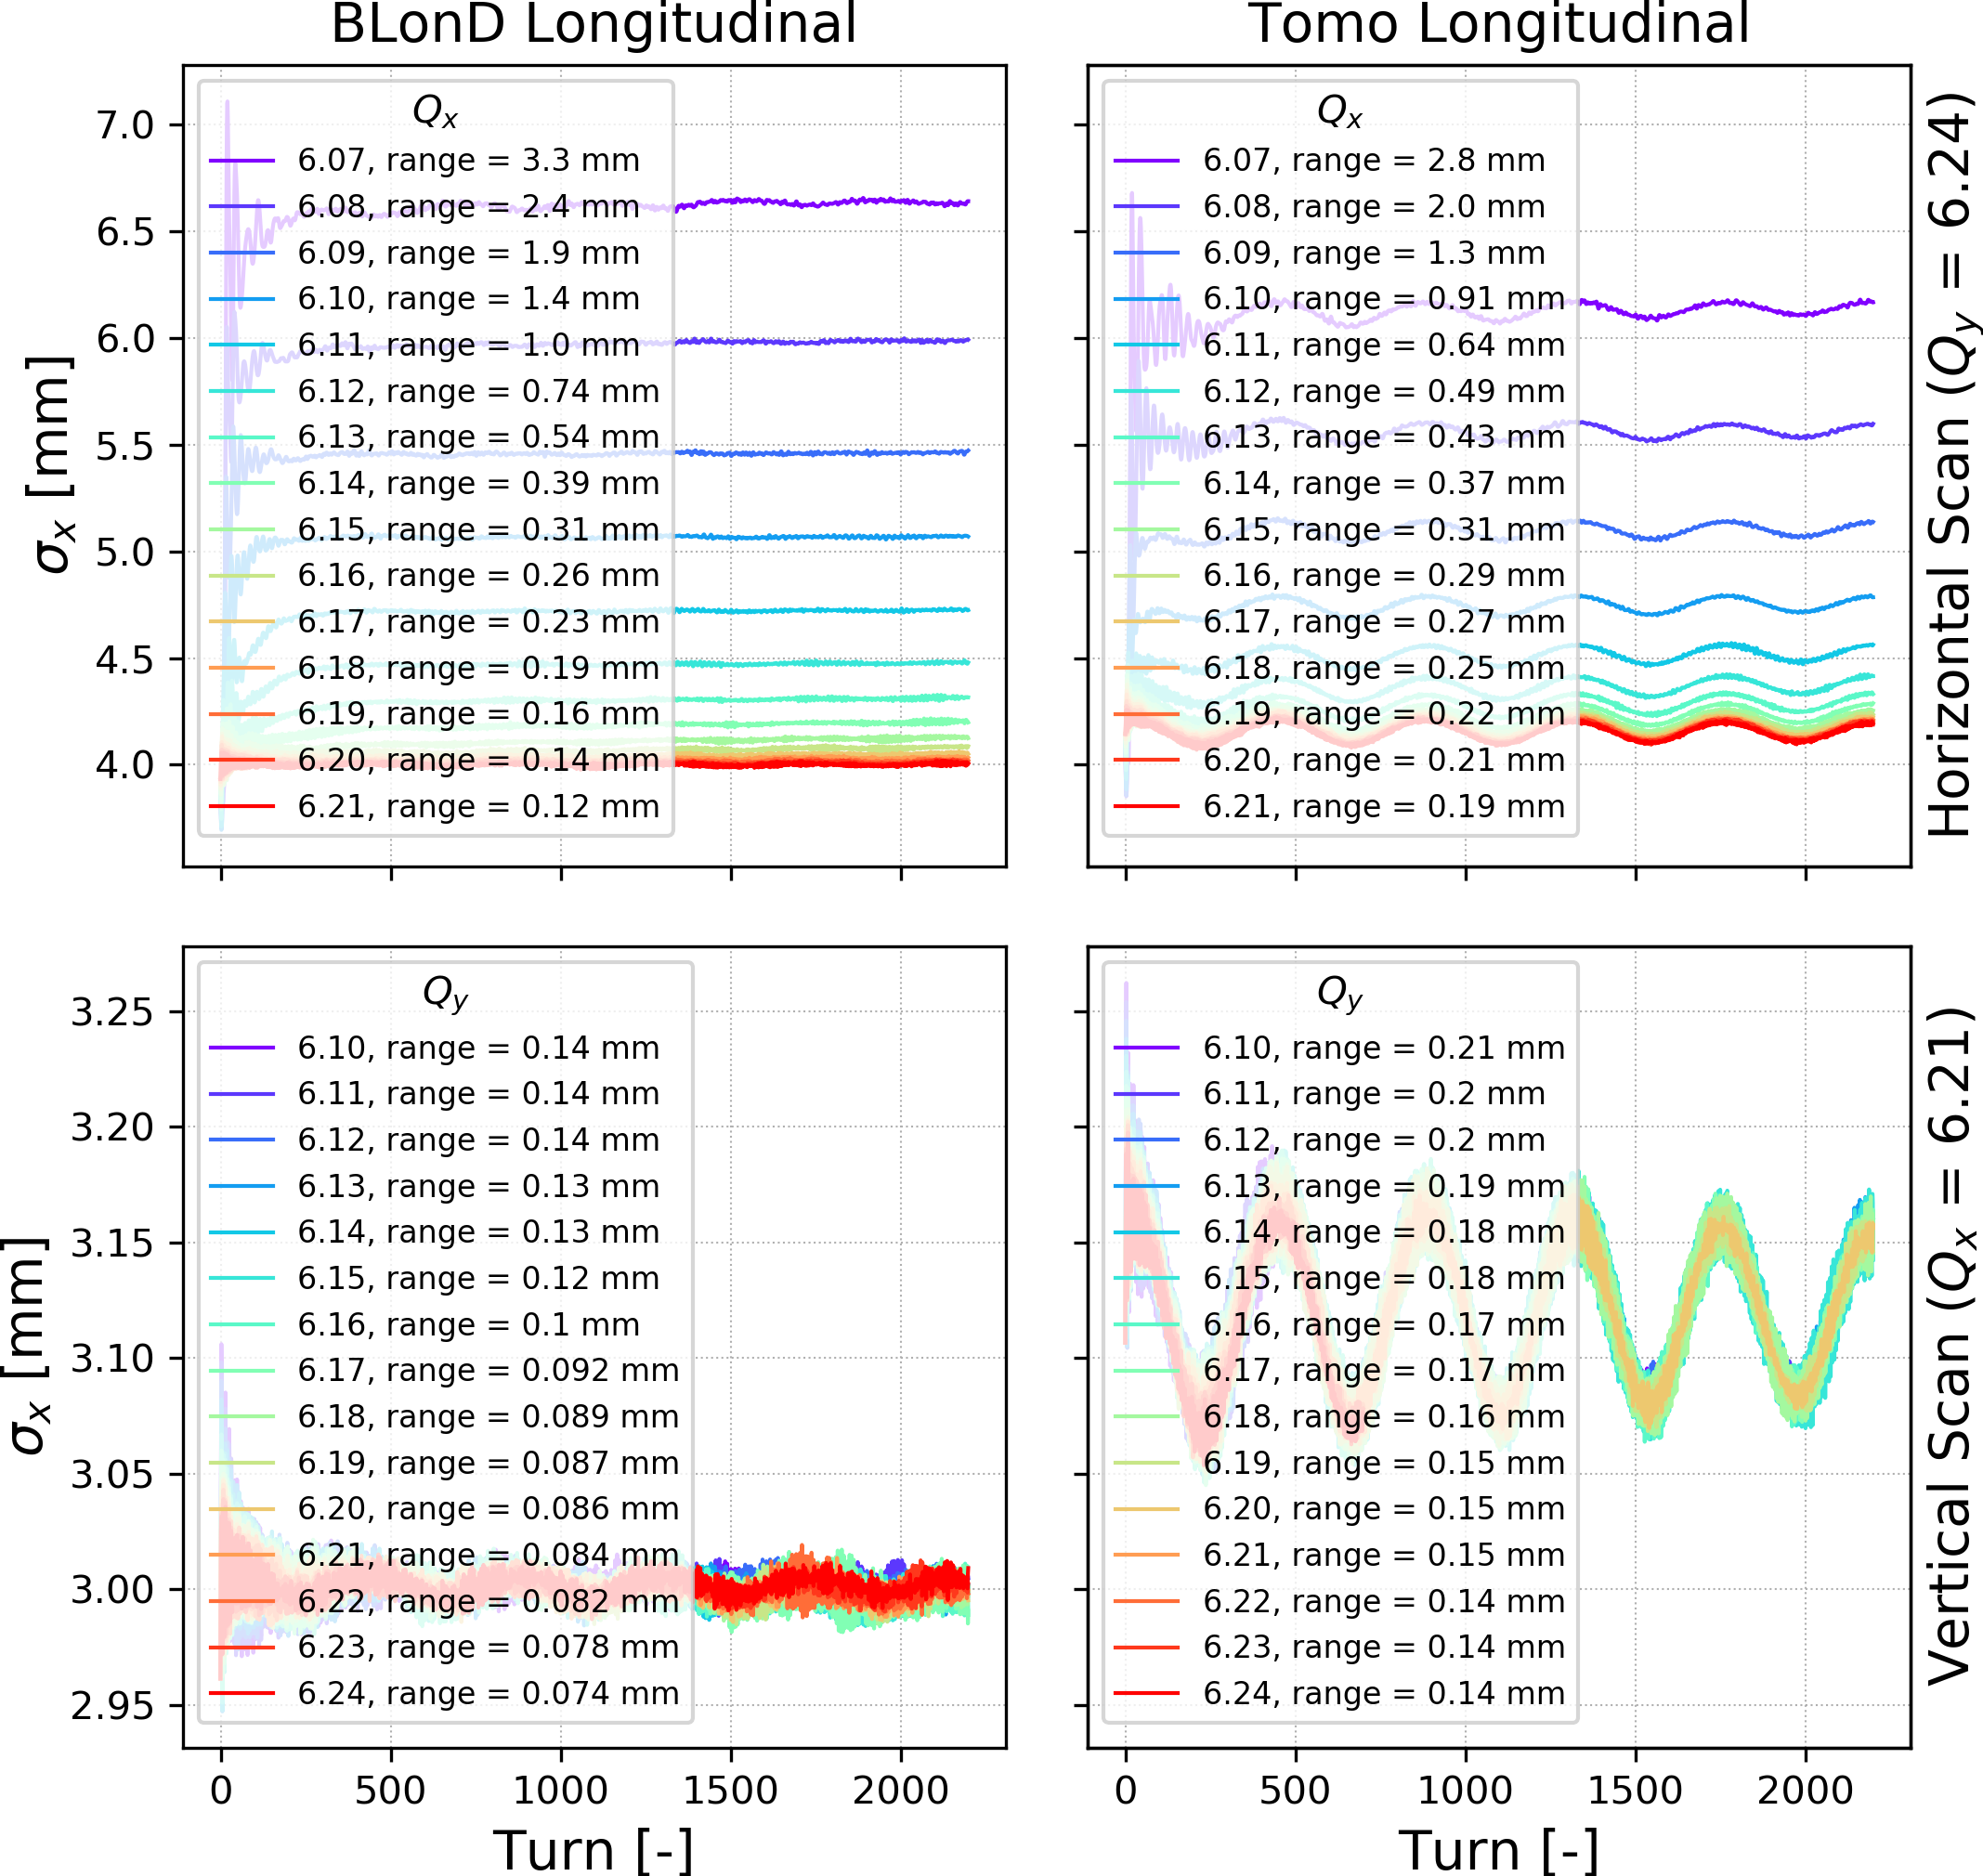 BLonD Longitudinal
Tomo Longitudinal
σx [mm]
7.0
6.5
6.0
5.5
5.0
4.5
4.0
Qx
6.07, range = 3.3 mm
6.08, range = 2.4 mm
6.09, range = 1.9 mm
6.10, range = 1.4 mm
6.11, range = 1.0 mm
6.12, range = 0.74 mm
6.13, range = 0.54 mm
6.14, range = 0.39 mm
6.15, range = 0.31 mm
6.16, range = 0.26 mm
6.17, range = 0.23 mm
6.18, range = 0.19 mm
6.19, range = 0.16 mm
6.20, range = 0.14 mm
6.21, range = 0.12 mm
Qx
6.07, range = 2.8 mm
6.08, range = 2.0 mm
6.09, range = 1.3 mm
6.10, range = 0.91 mm
6.11, range = 0.64 mm
6.12, range = 0.49 mm
6.13, range = 0.43 mm
6.14, range = 0.37 mm
6.15, range = 0.31 mm
6.16, range = 0.29 mm
6.17, range = 0.27 mm
6.18, range = 0.25 mm
6.19, range = 0.22 mm
6.20, range = 0.21 mm
6.21, range = 0.19 mm
Horizontal Scan (Qy = 6.24)
σx [mm]
3.25
3.20
3.15
3.10
3.05
3.00
2.95
Qy
6.10, range = 0.14 mm
6.11, range = 0.14 mm
6.12, range = 0.14 mm
6.13, range = 0.13 mm
6.14, range = 0.13 mm
6.15, range = 0.12 mm
6.16, range = 0.1 mm
6.17, range = 0.092 mm
6.18, range = 0.089 mm
6.19, range = 0.087 mm
6.20, range = 0.086 mm
6.21, range = 0.084 mm
6.22, range = 0.082 mm
6.23, range = 0.078 mm
6.24, range = 0.074 mm
Qy
6.10, range = 0.21 mm
6.11, range = 0.2 mm
6.12, range = 0.2 mm
6.13, range = 0.19 mm
6.14, range = 0.18 mm
6.15, range = 0.18 mm
6.16, range = 0.17 mm
6.17, range = 0.17 mm
6.18, range = 0.16 mm
6.19, range = 0.15 mm
6.20, range = 0.15 mm
6.21, range = 0.15 mm
6.22, range = 0.14 mm
6.23, range = 0.14 mm
6.24, range = 0.14 mm
Vertical Scan (Qx = 6.21)
0 500 1000 1500 2000
0 500 1000 1500 2000
Turn [-]
Turn [-]